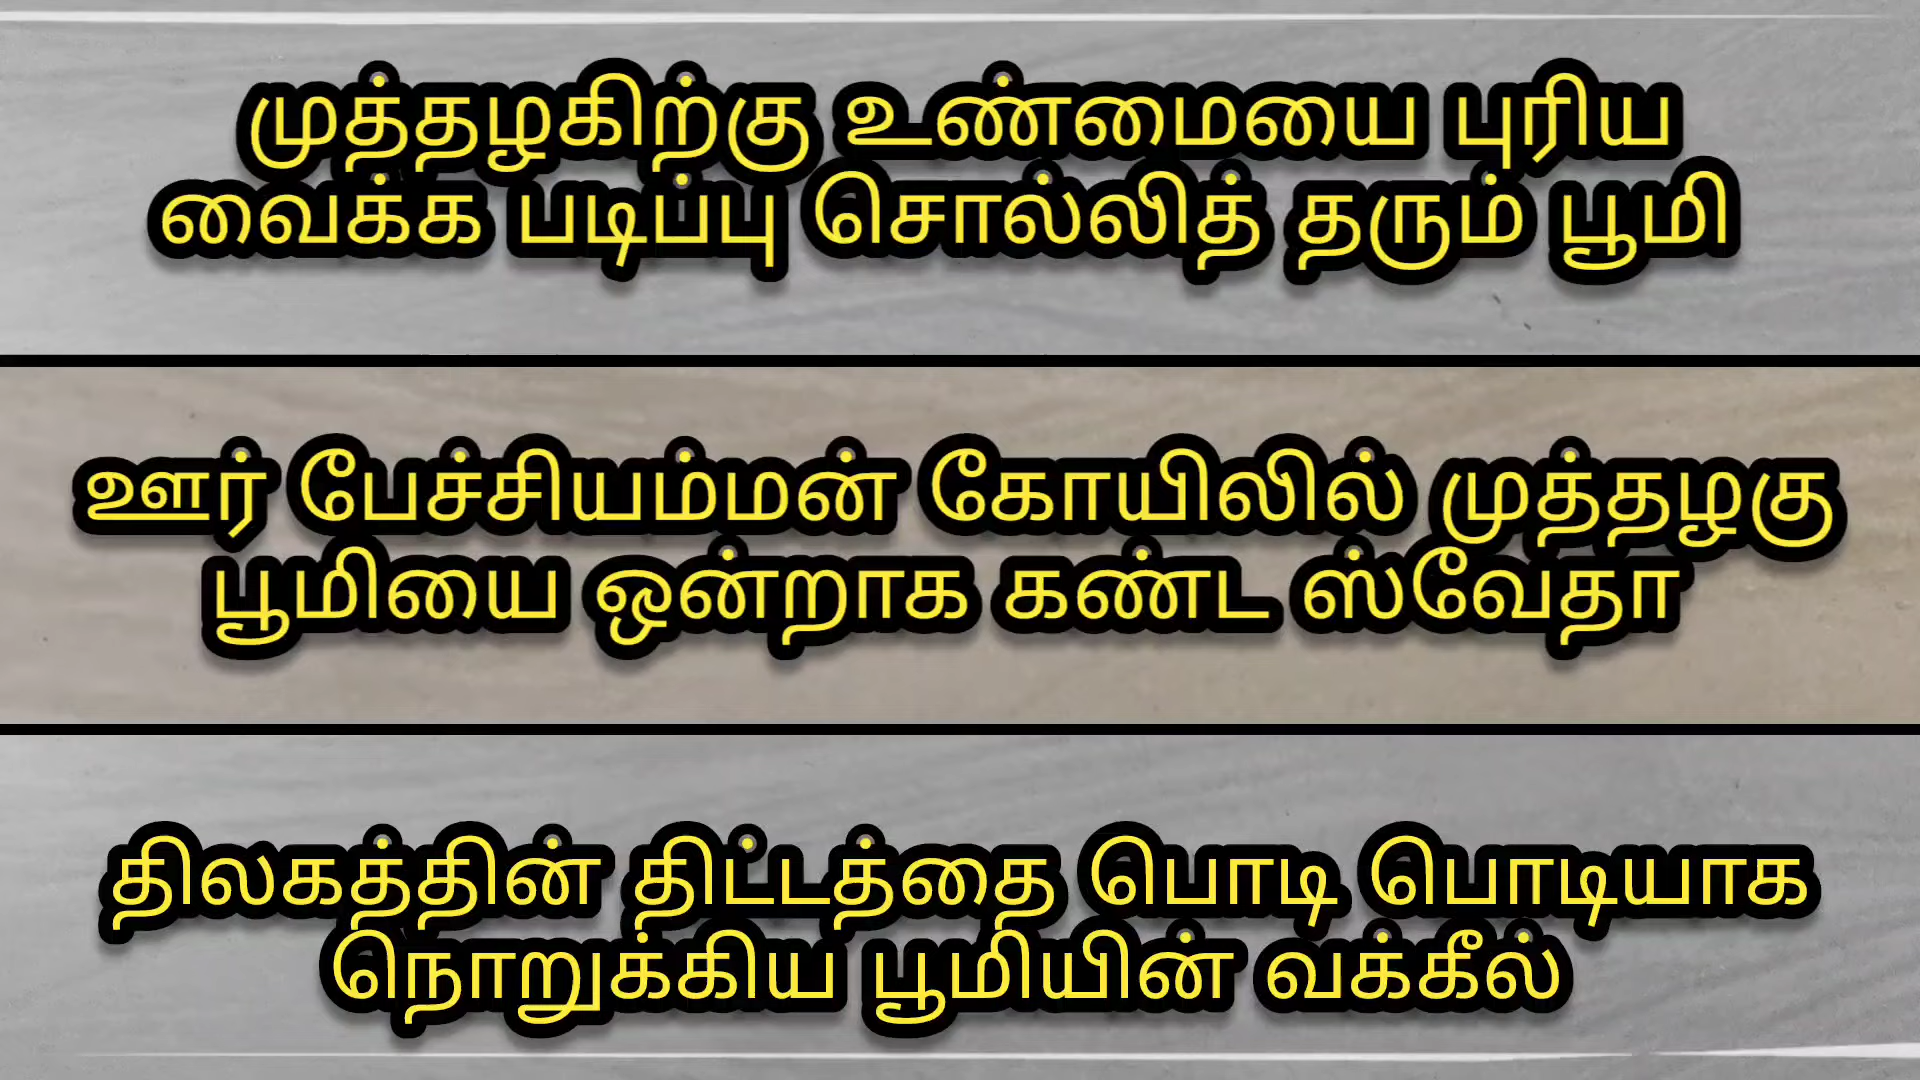 முத்தழகிற்கு உண்மையை புரிய
வைக்க படிப்பு சொல்லித் தரும் பூமி
ஊர் பேச்சியம்மன் கோயிலில் முத்தழகு
பூமியை ஒன்றாக கண்ட ஸ்வேதா
திலகத்தின் திட்டத்தை பொடி பொடியாக
நொறுக்கிய பூமியின் வக்கீல்